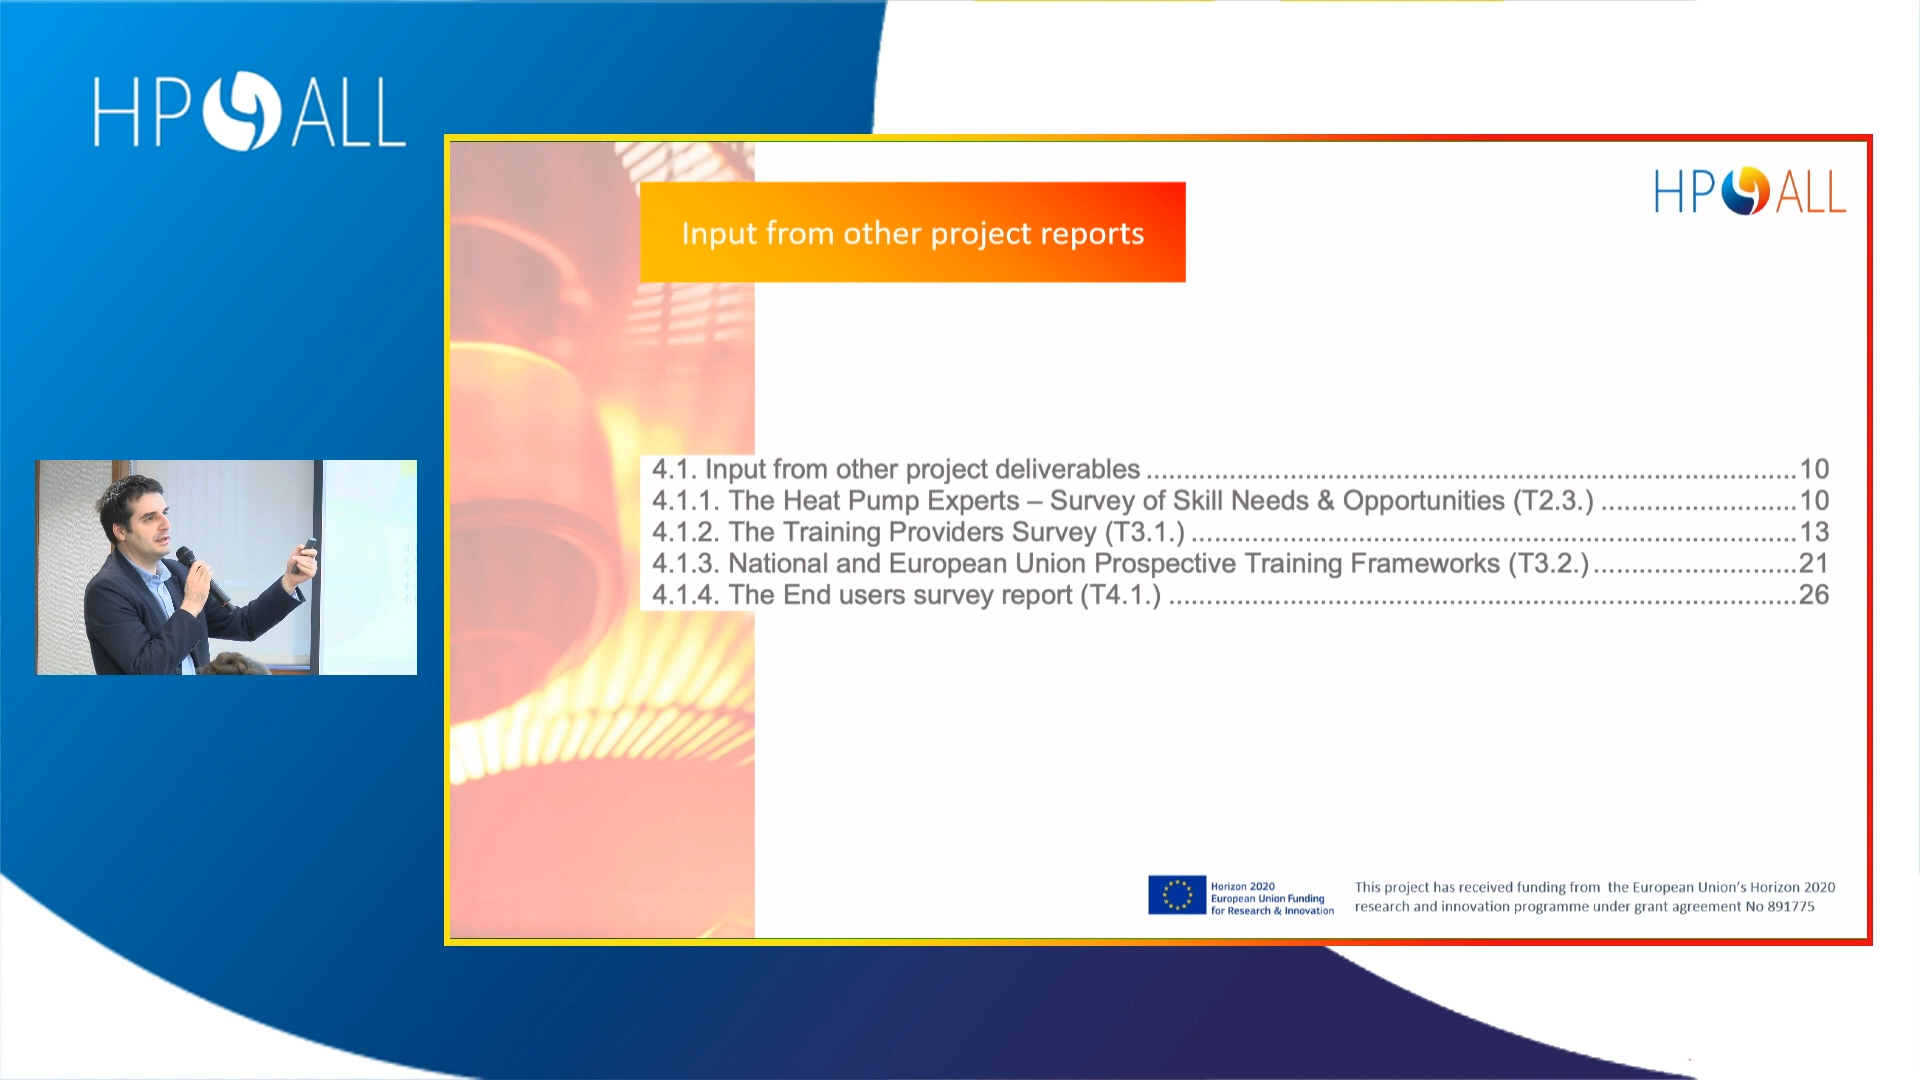 HP4ALL
HP4ALL
Input from other project reports
4.1. Input from other project deliverables ........................................ 10
4.1.1. The Heat Pump Experts – Survey of Skill Needs & Opportunities (T2.3.) ............ 10
4.1.2. The Training Providers Survey (T3.1.) ........................................ 13
4.1.3. National and European Union Prospective Training Frameworks (T3.2.) ............ 21
4.1.4. The End users survey report (T4.1.) ........................................ 26
Horizon 2020
European Union Funding
for Research & Innovation
This project has received funding from the European Union's Horizon 2020
research and innovation programme under grant agreement No 891775